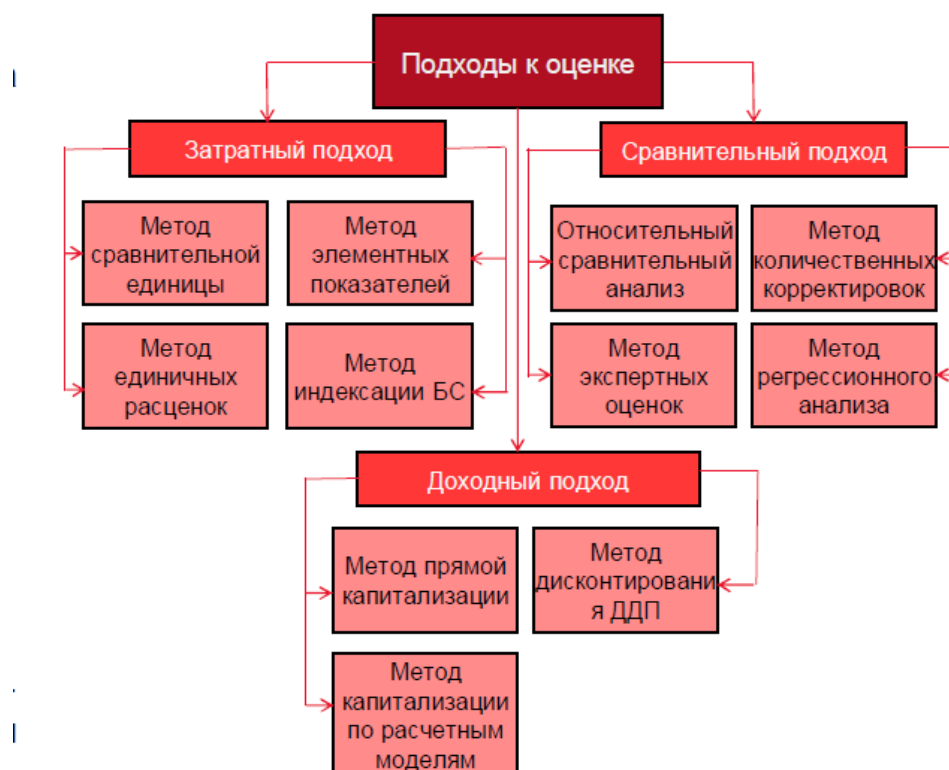 Подходы к оценке
Затратный подход
Сравнительный подход
Метод
сравнительной
единицы
Метод
элементных
показателей
Относительный
сравнительный
анализ
Метод
количественных
корректировок
Метод
единичных
расценок
Метод
индексации БС
Метод
экспертных
оценок
Метод
регрессионного
анализа
Доходный подход
Метод прямой
капитализации
Метод
дисконтировани
я ДДП
Метод
капитализации
по расчетным
моделям